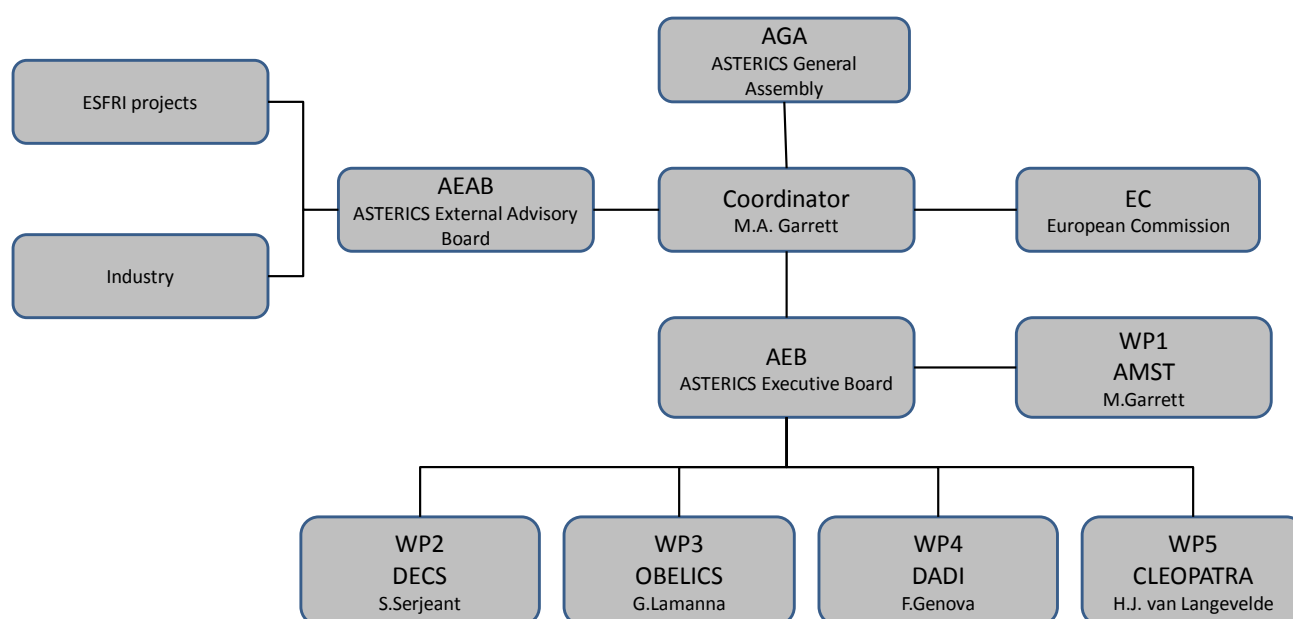 AGA
ASTERICS General
Assembly
ESFRI projects
AEAB
ASTERICS External Advisory
Board
Coordinator
M.A. Garrett
EC
European Commission
Industry
AEB
ASTERICS Executive Board
WP1
AMST
M.Garrett
WP2
DECS
S.Serjeant
WP3
OBELICS
G.Lamanna
WP4
DADI
F.Genova
WP5
CLEOPATRA
H.J. van Langevelde